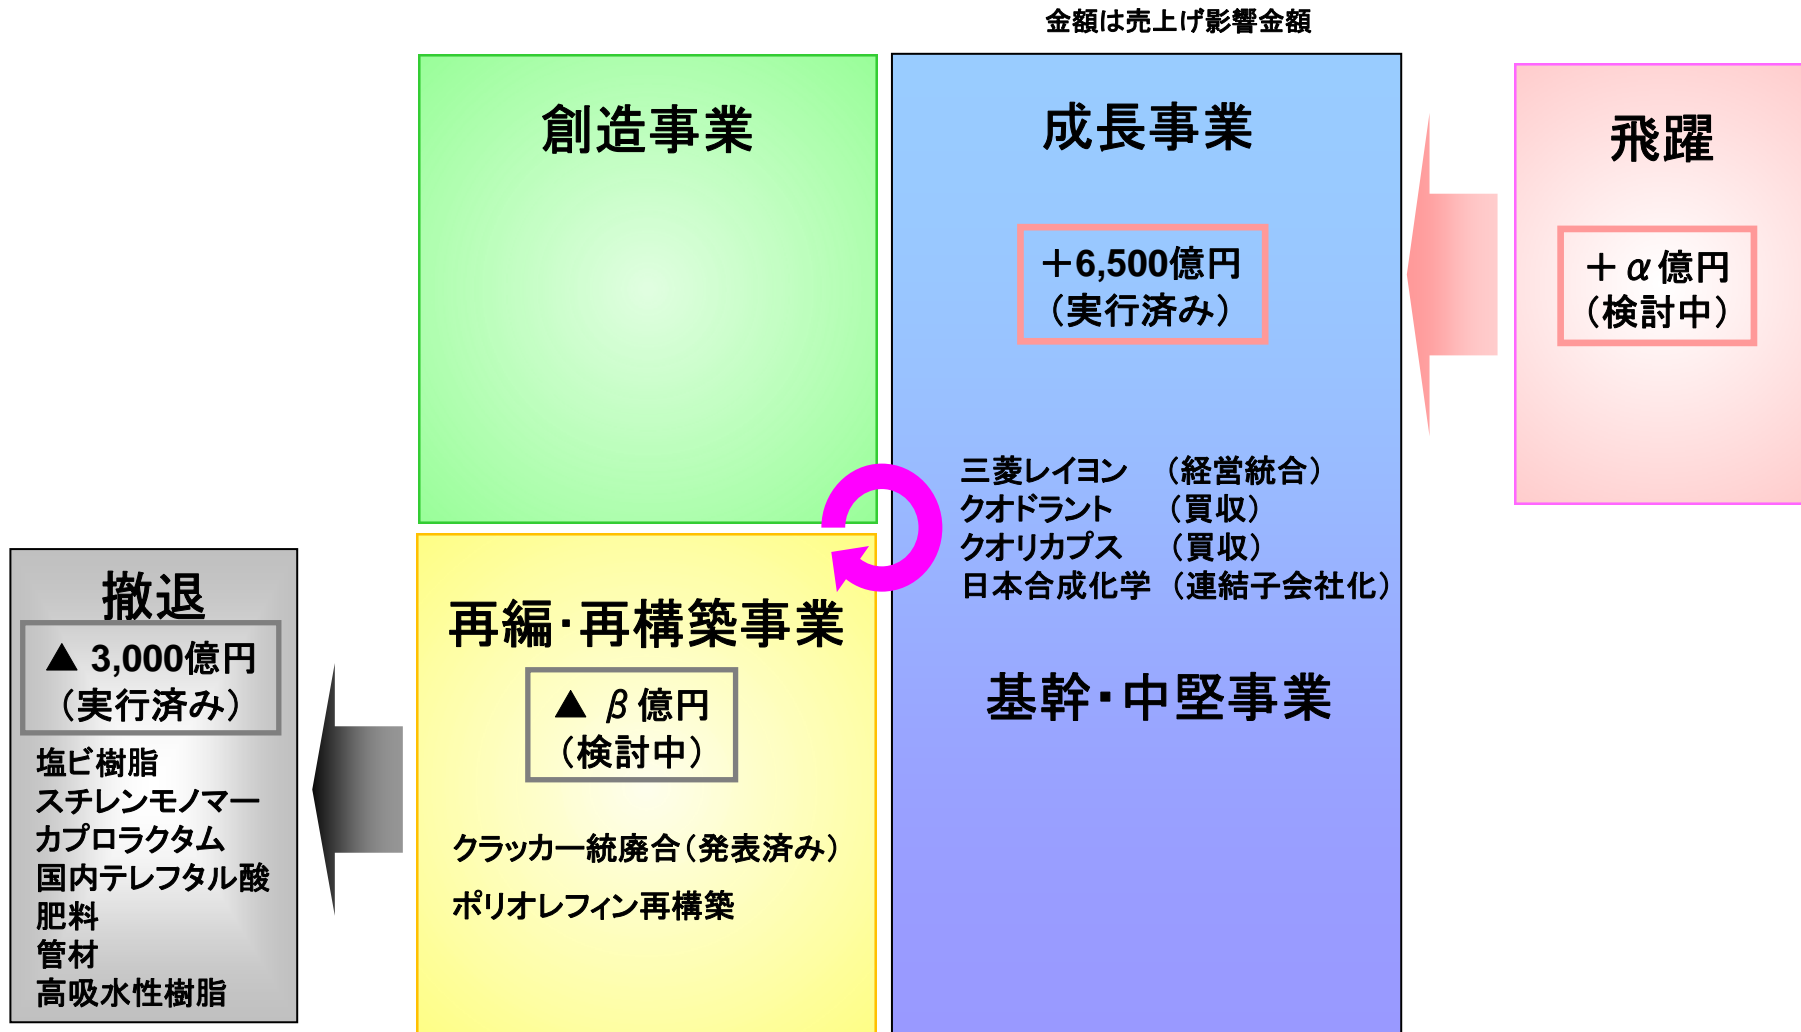 金額は売上げ影響金額
創造事業
成長事業
+6,500億円
(実行済み)
三菱レイヨン (経営統合)
クオドラント (買収)
クオリカプス (買収)
日本合成化学 (連結子会社化)
基幹・中堅事業
飛躍
+α億円
(検討中)
撤退
▲ 3,000億円
(実行済み)
塩ビ樹脂
スチレンモノマー
カプロラクタム
国内テレフタル酸
肥料
管材
高吸水性樹脂
再編・再構築事業
▲ β億円
(検討中)
クラッカー統廃合(発表済み)
ポリオレフィン再構築